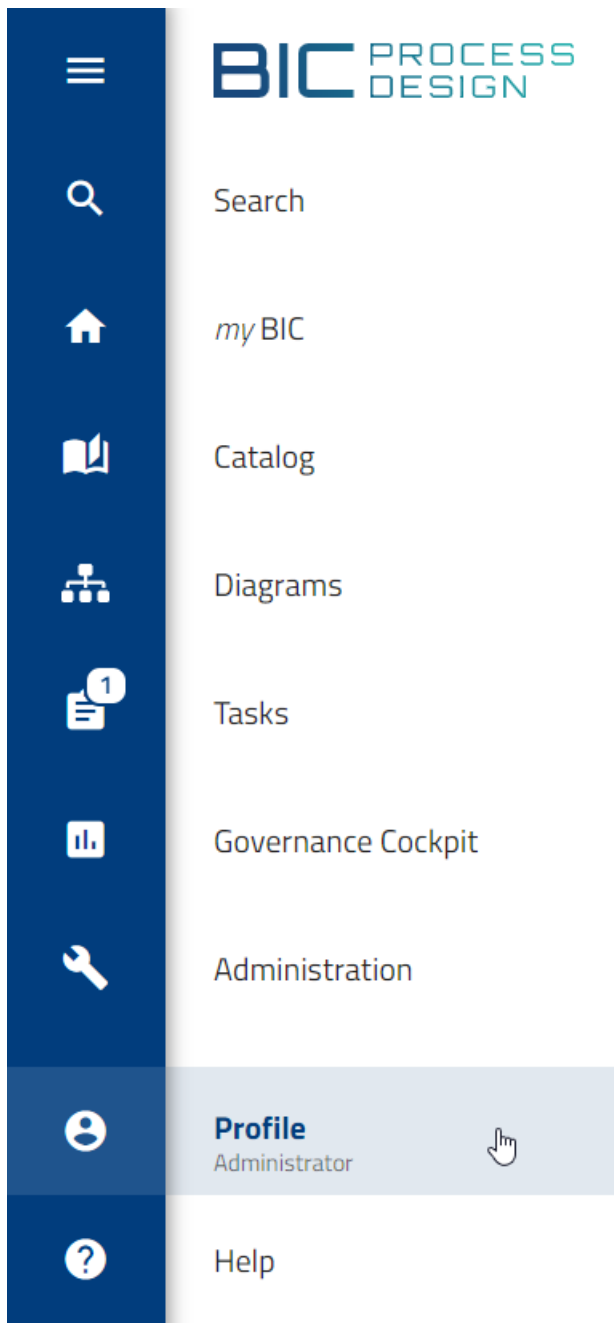 BIC PROCESS
DESIGN
Search
my BIC
Catalog
Diagrams
1
Tasks
Governance Cockpit
Administration
Profile
Administrator
?
Help